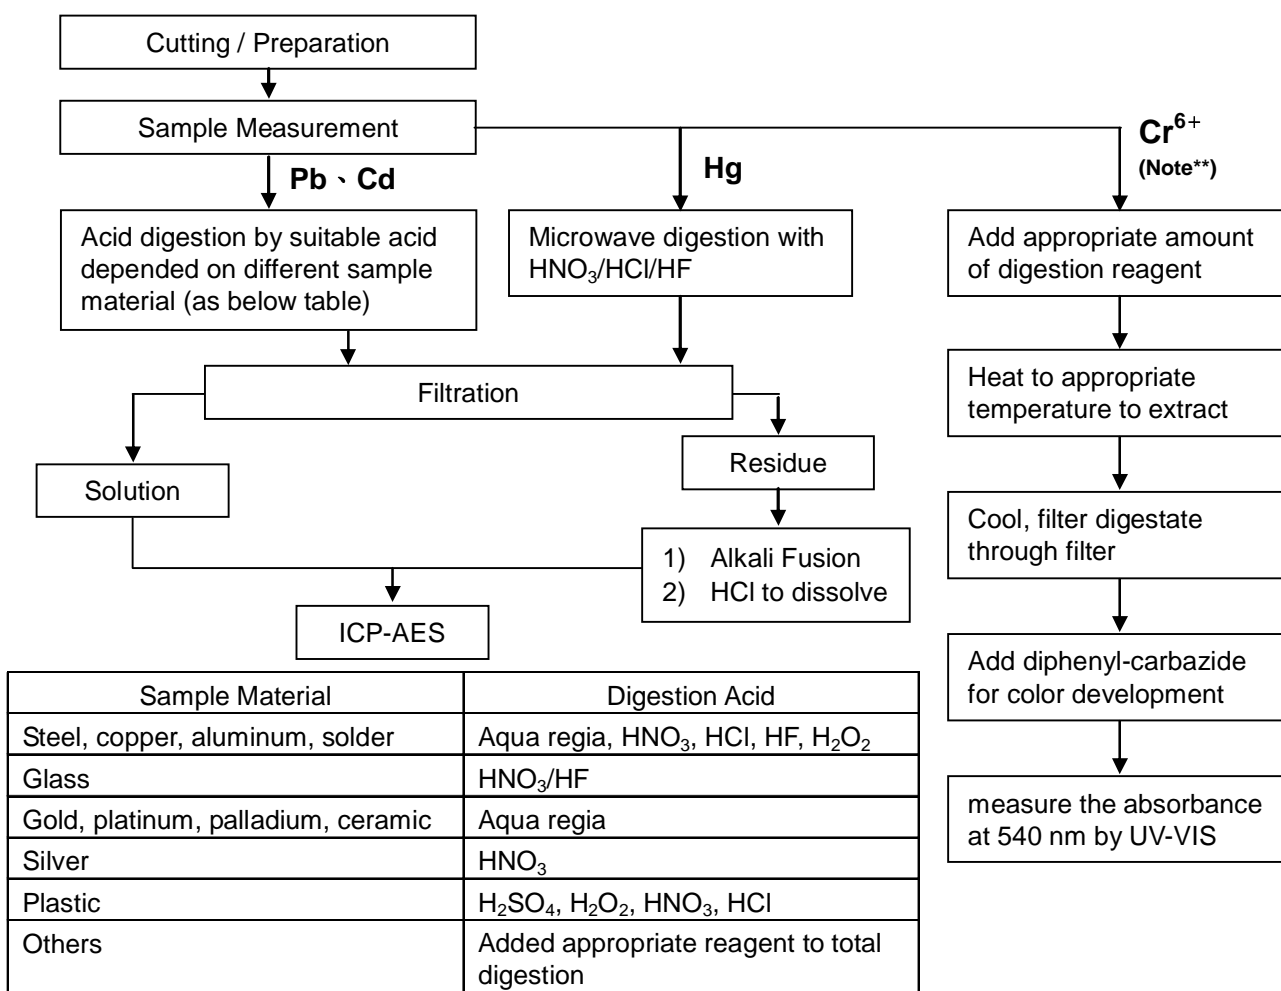 Cutting / Preparation
Sample Measurement
Pb、Cd
Hg
Cr⁶⁺
(Note**)
Acid digestion by suitable acid
depended on different sample
material (as below table)
Microwave digestion with
HNO₃/HCl/HF
Add appropriate amount
of digestion reagent
Filtration
Heat to appropriate
temperature to extract
Solution
Residue
1) Alkali Fusion
2) HCl to dissolve
Cool, filter digestate
through filter
ICP-AES
Add diphenyl-carbazide
for color development
measure the absorbance
at 540 nm by UV-VIS
Sample Material Digestion Acid
Steel, copper, aluminum, solder Aqua regia, HNO₃, HCl, HF, H₂O₂
Glass HNO₃/HF
Gold, platinum, palladium, ceramic Aqua regia
Silver HNO₃
Plastic H₂SO₄, H₂O₂, HNO₃, HCl
Others Added appropriate reagent to total
digestion